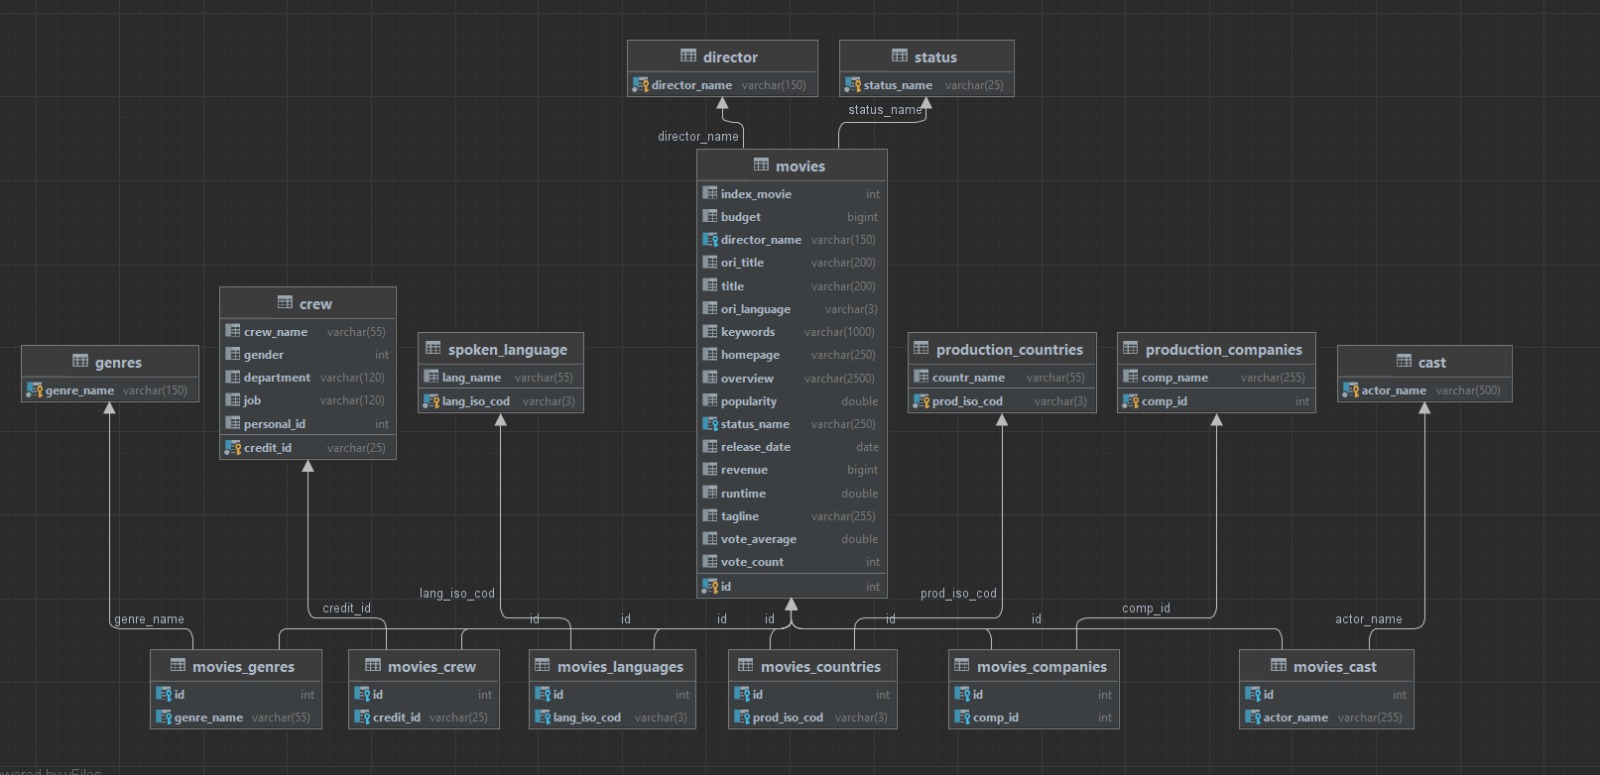 director
director_name varchar(150)
status
status_name varchar(25)
status_name
director_name
movies
index_movie int
budget bigint
director_name varchar(150)
ori_title varchar(200)
title varchar(200)
ori_language varchar(3)
keywords varchar(1000)
homepage varchar(250)
overview varchar(2500)
popularity double
status_name varchar(250)
release_date date
revenue bigint
runtime double
tagline varchar(255)
vote_average double
vote_count int
id int
crew
crew_name varchar(55)
gender int
department varchar(120)
job varchar(120)
personal_id int
credit_id varchar(25)
genres
genre_name varchar(150)
spoken_language
lang_name varchar(55)
lang_iso_cod varchar(3)
production_countries
countr_name varchar(55)
prod_iso_cod varchar(3)
production_companies
comp_name varchar(255)
comp_id int
cast
actor_name varchar(500)
lang_iso_cod
prod_iso_cod
credit_id
comp_id
genre_name
id
id
id
id
id
id
actor_name
movies_genres
id int
genre_name varchar(55)
movies_crew
id int
credit_id varchar(25)
movies_languages
id int
lang_iso_cod varchar(3)
movies_countries
id int
prod_iso_cod varchar(3)
movies_companies
id int
comp_id int
movies_cast
id int
actor_name varchar(255)
by yFiles